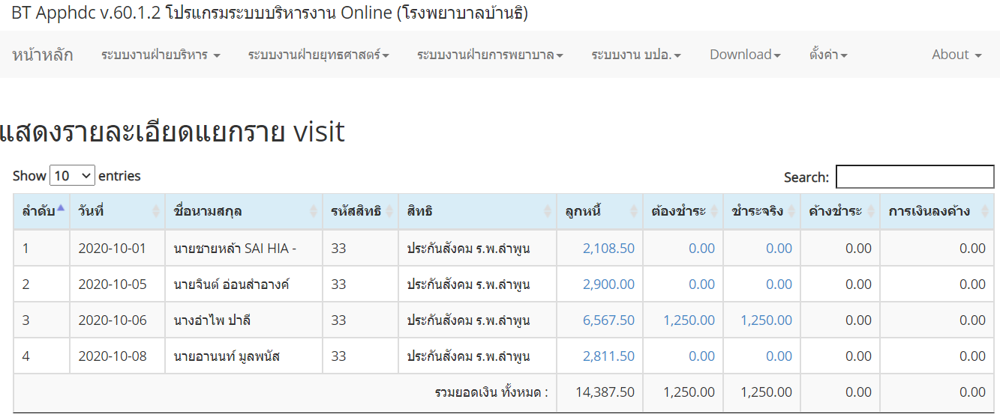 BT Apphdc v.60.1.2 โปรแกรมระบบบริหารงาน Online (โรงพยาบาลบ้านธิ)
หน้าหลัก ระบบงานฝ่ายบริหาร ระบบงานฝ่ายยุทธศาสตร์ ระบบงานฝ่ายการพยาบาล ระบบงาน บปอ. Download ตั้งค่า About
แสดงรายละเอียดแยกราย visit
Show 10 entries Search:
ลำดับ วันที่ ชื่อนามสกุล รหัสสิทธิ สิทธิ ลูกหนี้ ต้องชำระ ชำระจริง ค้างชำระ การเงินลงค้าง
1 2020-10-01 นายชายหล้า SAI HIA - 33 ประกันสังคม ร.พ.ลำพูน 2,108.50 0.00 0.00 0.00 0.00
2 2020-10-05 นายจินต์ อ่อนสำอางค์ 33 ประกันสังคม ร.พ.ลำพูน 2,900.00 0.00 0.00 0.00 0.00
3 2020-10-06 นางอำไพ ปาลี 33 ประกันสังคม ร.พ.ลำพูน 6,567.50 1,250.00 1,250.00 0.00 0.00
4 2020-10-08 นายอานนท์ มูลพนัส 33 ประกันสังคม ร.พ.ลำพูน 2,811.50 0.00 0.00 0.00 0.00
รวมยอดเงิน ทั้งหมด : 14,387.50 1,250.00 1,250.00 0.00 0.00